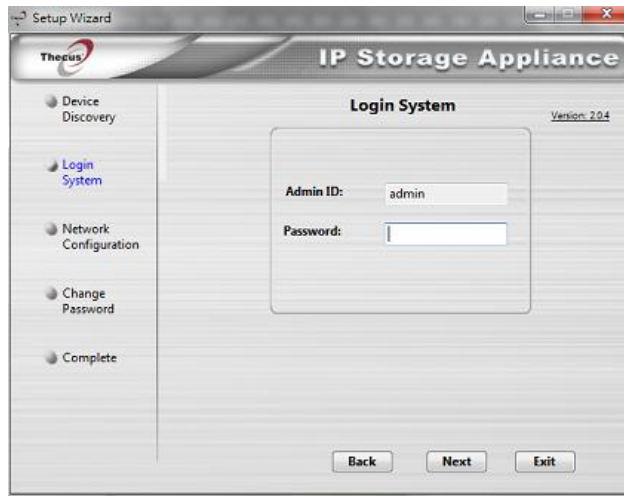 Setup Wizard
Thecus
IP Storage Appliance
Device
Discovery
Login
System
Network
Configuration
Change
Password
Complete
Login System
Version: 2.0.4
Admin ID:
admin
Password:
Back
Next
Exit